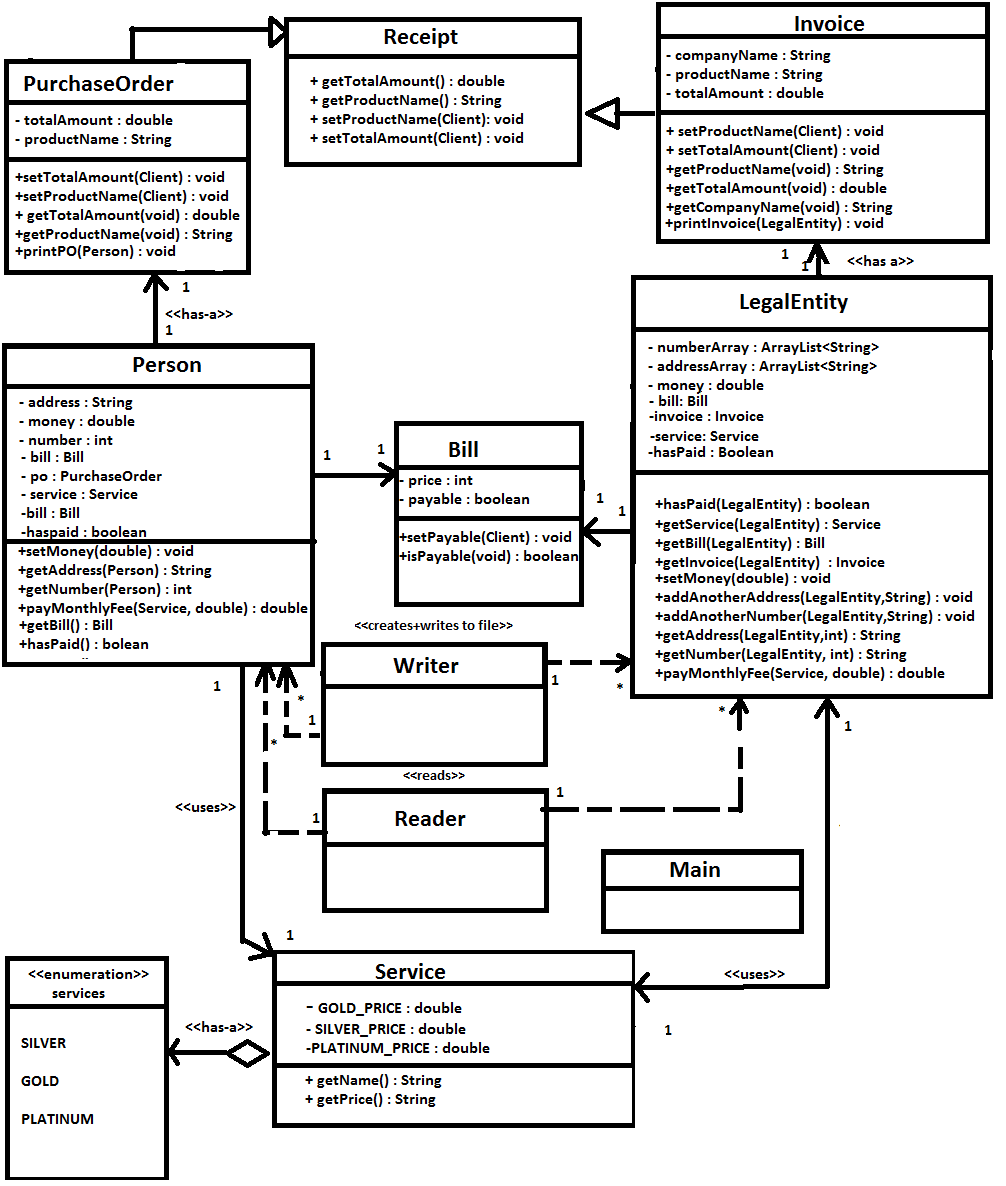 Receipt
+ getTotalAmount() : double
+ getProductName() : String
+ setProductName(Client): void
+ setTotalAmount(Client) : void
Invoice
- companyName : String
- productName : String
- totalAmount : double
+ setProductName(Client) : void
+ setTotalAmount(Client) : void
+getProductName(void) : String
+getTotalAmount(void) : double
+getCompanyName(void) : String
+printInvoice(LegalEntity) : void
PurchaseOrder
- totalAmount : double
- productName : String
+setTotalAmount(Client) : void
+setProductName(Client) : void
+ getTotalAmount(void) : double
+getProductName(void) : String
+printPO(Person) : void
1
<<has-a>>
1
1
1
<<has a>>
Person
- address : String
- money : double
- number : int
- bill : Bill
- po : PurchaseOrder
- service : Service
-bill : Bill
-haspaid : boolean
+setMoney(double) : void
+getAddress(Person) : String
+getNumber(Person) : int
+payMonthlyFee(Service, double) : double
+getBill() : Bill
+hasPaid() : bolean
1
1
Bill
- price : int
- payable : boolean
+setPayable(Client) : void
+isPayable(void) : boolean
1
1
LegalEntity
- numberArray : ArrayList<String>
- addressArray : ArrayList<String>
- money : double
- bill: Bill
-invoice : Invoice
-service: Service
-hasPaid : Boolean
+hasPaid(LegalEntity) : boolean
+getService(LegalEntity) : Service
+getBill(LegalEntity) : Bill
+getInvoice(LegalEntity) : Invoice
+setMoney(double) : void
+addAnotherAddress(LegalEntity,String) : void
+addAnotherNumber(LegalEntity,String) : void
+getAddress(LegalEntity,int) : String
+getNumber(LegalEntity, int) : String
+payMonthlyFee(Service, double) : double
<<creates+writes to file>>
Writer
1
*
1
*
1
*
*
1
<<reads>>
Reader
1
1
<<uses>>
1
Main
<<uses>>
1
Service
– GOLD_PRICE : double
- SILVER_PRICE : double
-PLATINUM_PRICE : double
+ getName() : String
+ getPrice() : String
<<has-a>>
<<enumeration>>
services
SILVER
GOLD
PLATINUM